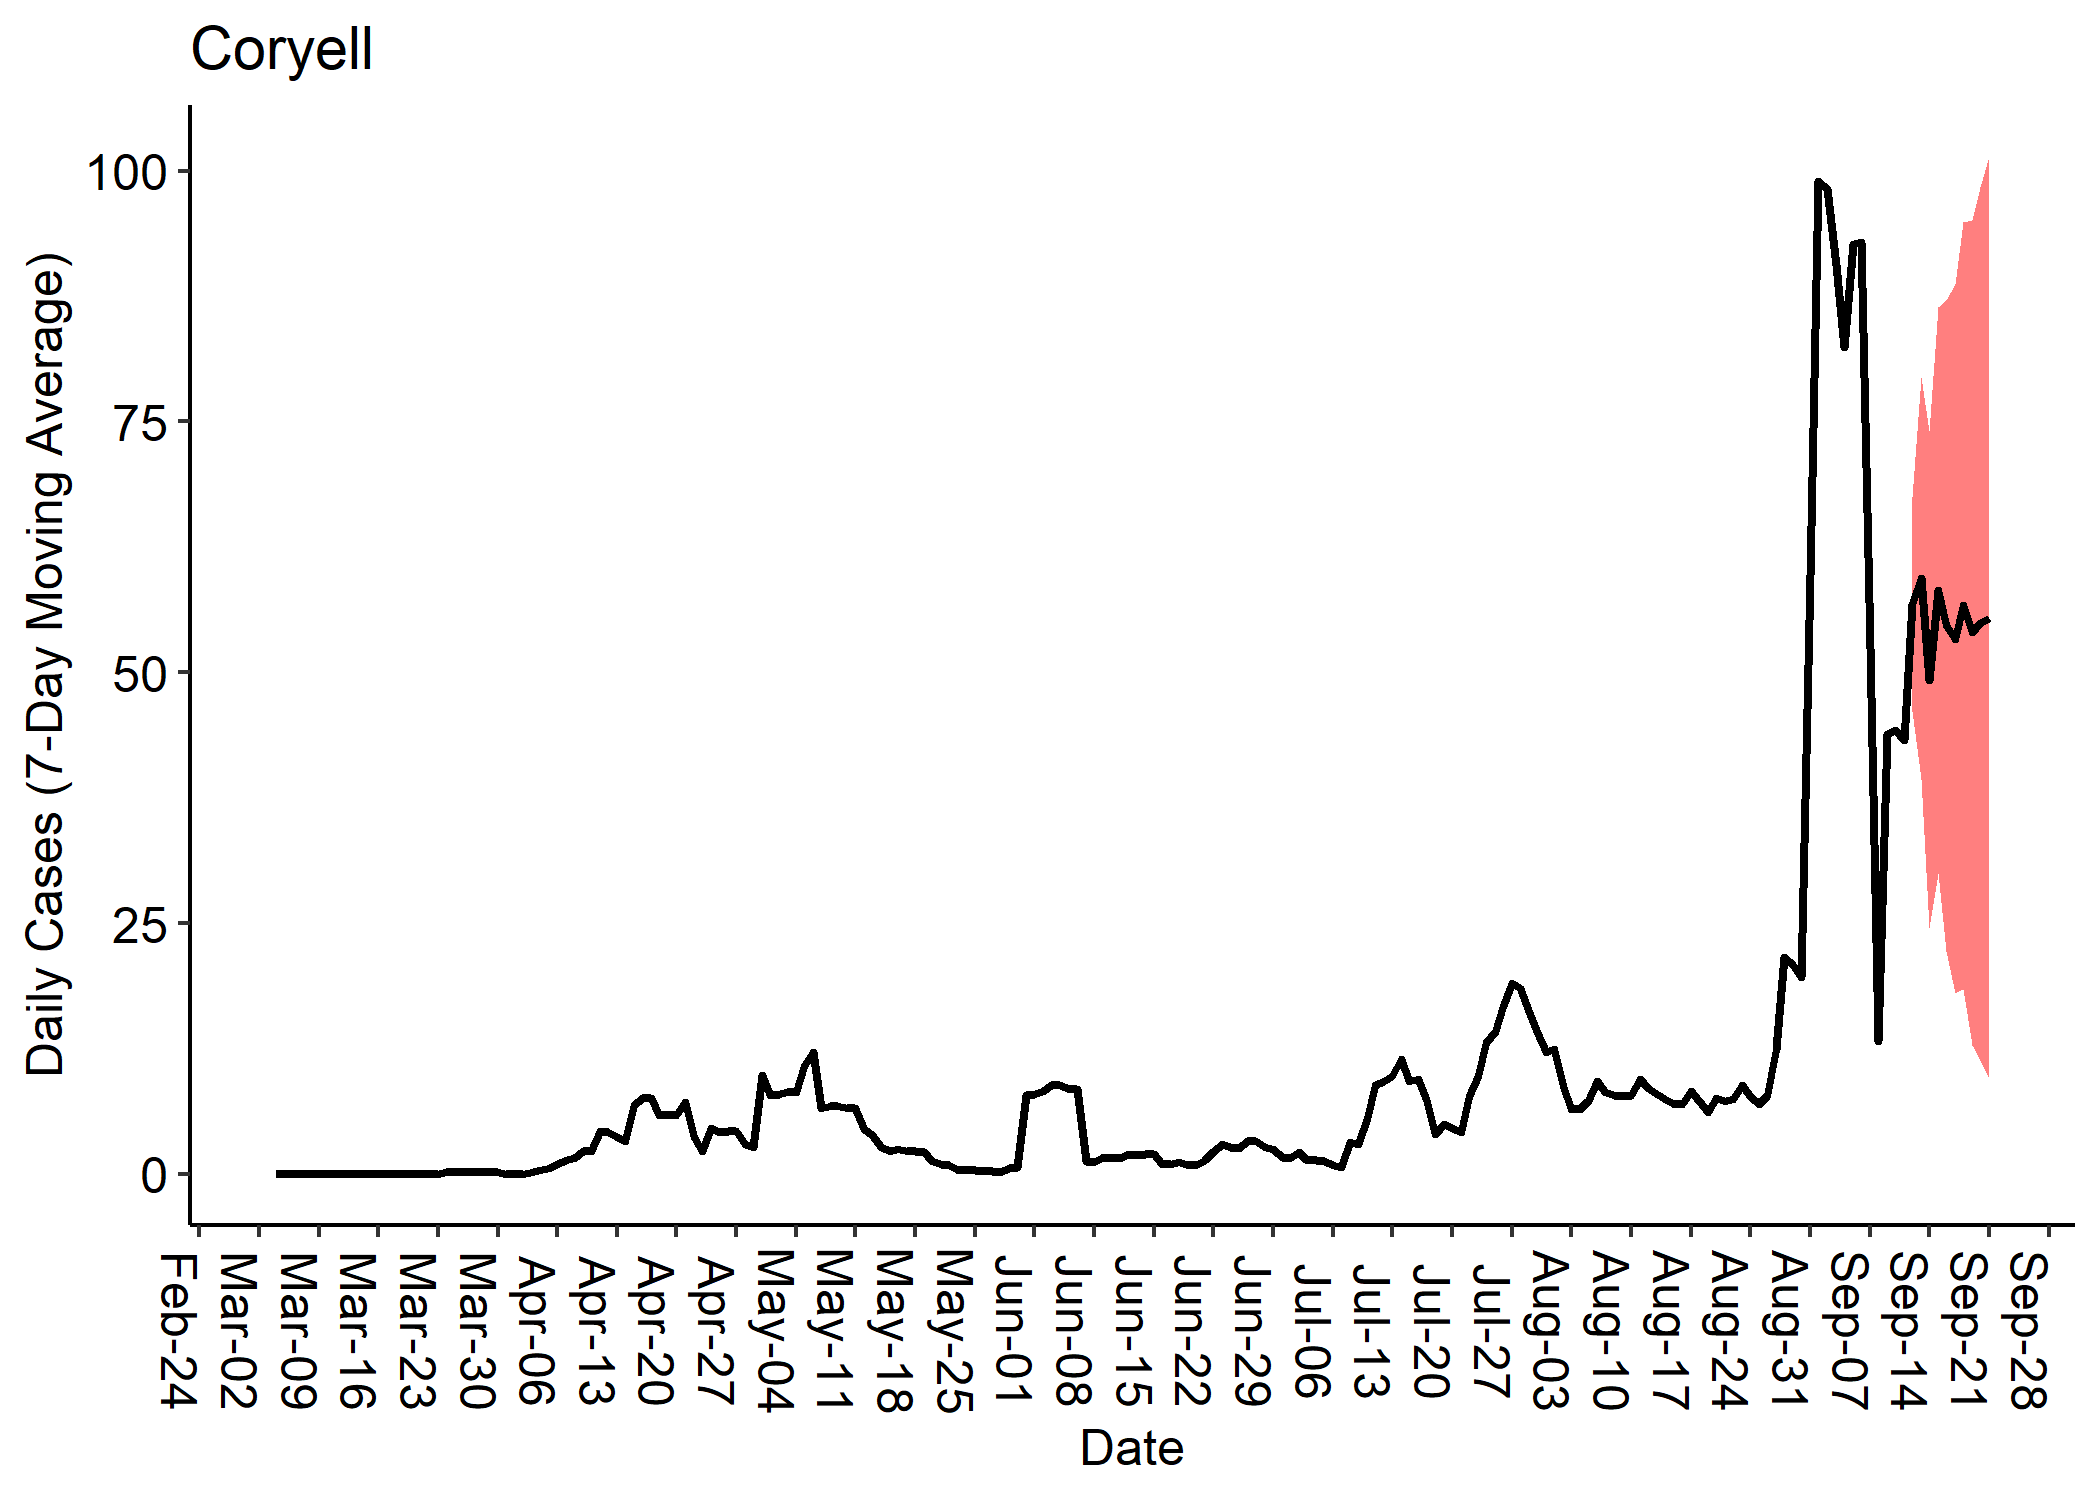 Coryell
Daily Cases (7-Day Moving Average)
100
75
50
25
0
Feb-24
Mar-02
Mar-09
Mar-16
Mar-23
Mar-30
Apr-06
Apr-13
Apr-20
Apr-27
May-04
May-11
May-18
May-25
Jun-01
Jun-08
Jun-15
Jun-22
Jun-29
Jul-06
Jul-13
Jul-20
Jul-27
Aug-03
Aug-10
Aug-17
Aug-24
Aug-31
Sep-07
Sep-14
Sep-21
Sep-28
Date